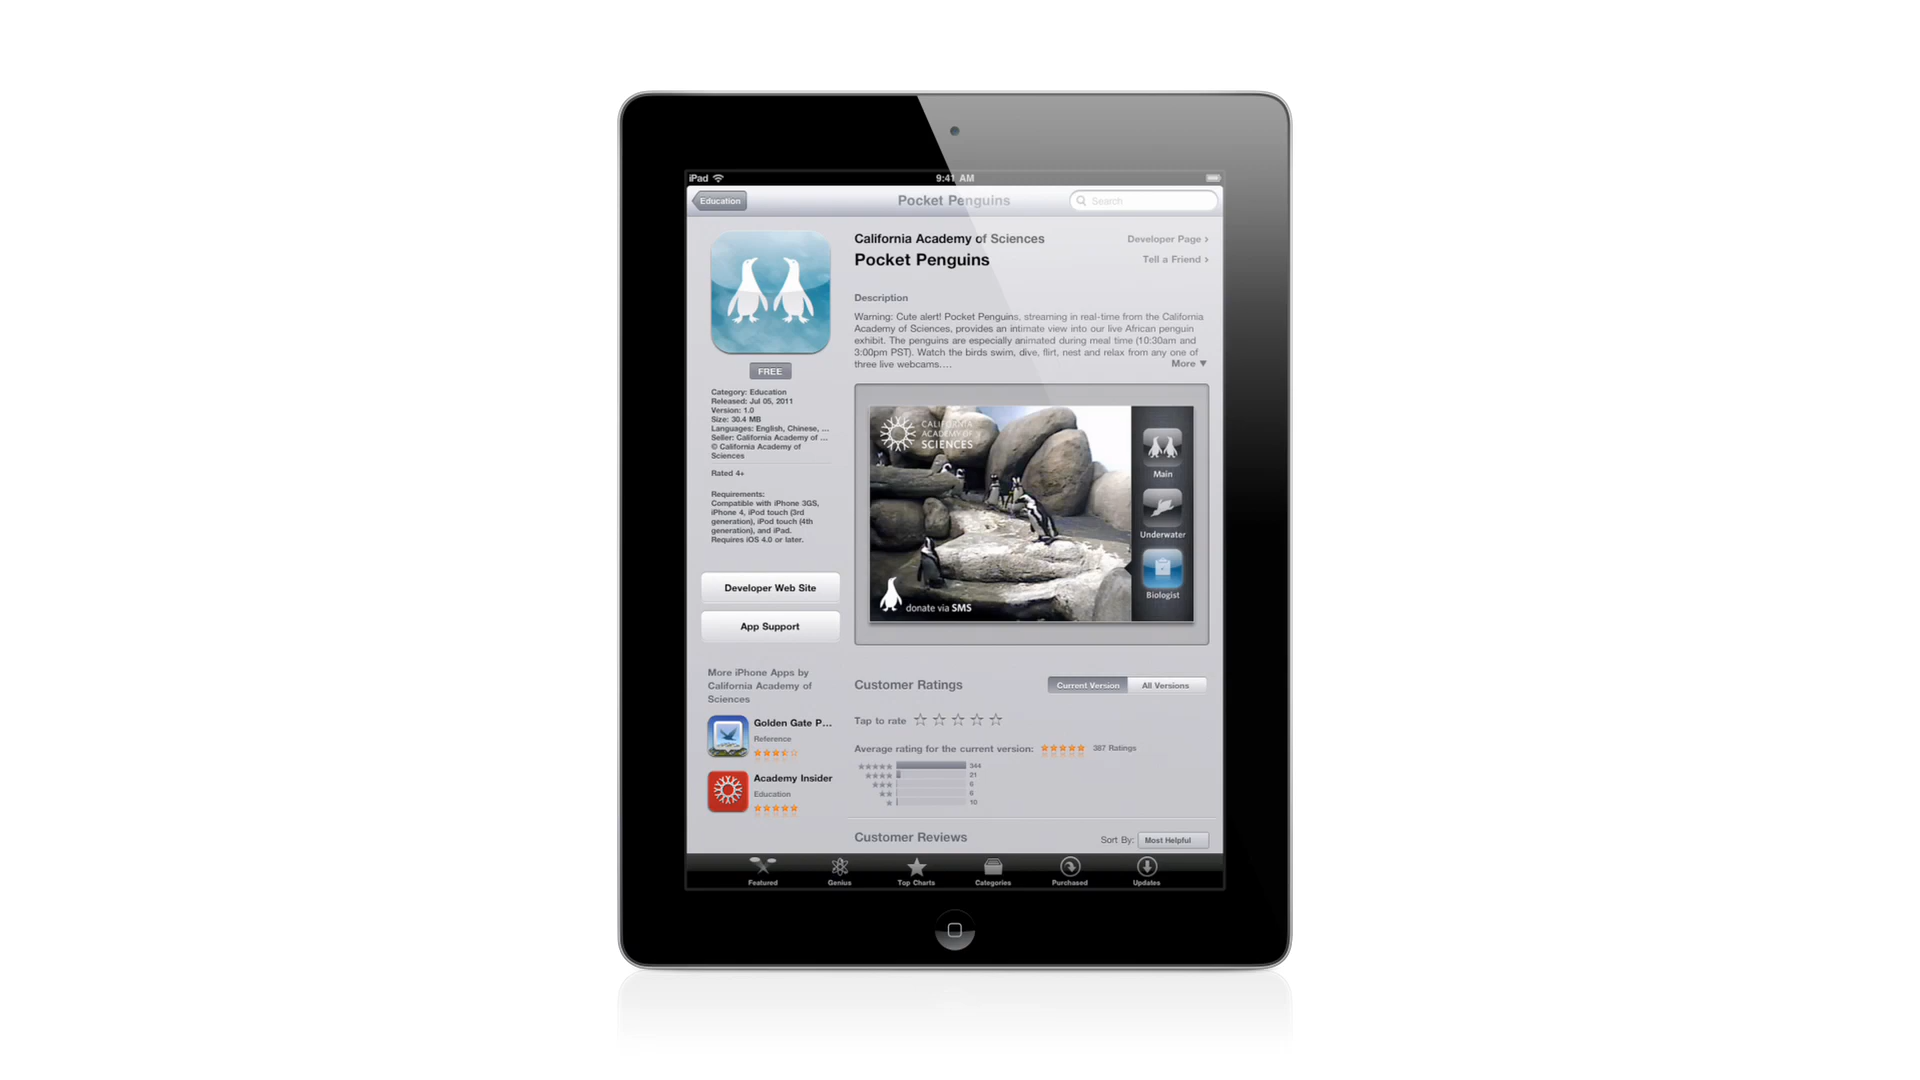 iPad
9:41 AM
Education
Pocket Penguins
Search
California Academy of Sciences
Developer Page ›
Pocket Penguins
Tell a Friend ›
Description
Warning: Cute alert! Pocket Penguins, streaming in real-time from the California
Academy of Sciences, provides an intimate view into our live African penguin
exhibit. The penguins are especially animated during meal time (10:30am and
3:00pm PST). Watch the birds swim, dive, flirt, nest and relax from any one of
three live webcams....
More ▼
FREE
Category: Education
Released: Jul 05, 2011
Version: 1.0
Size: 30.4 MB
Languages: English, Chinese, ...
Seller: California Academy of ...
© California Academy of
Sciences
Rated 4+
Requirements:
Compatible with iPhone 3GS,
iPhone 4, iPod touch (3rd
generation), iPod touch (4th
generation), and iPad.
Requires iOS 4.0 or later.
CALIFORNIA
ACADEMY OF
SCIENCES
Main
Underwater
Biologist
donate via SMS
Developer Web Site
App Support
More iPhone Apps by
California Academy of
Sciences
Golden Gate P...
Reference
Academy Insider
Education
Customer Ratings
Current Version
All Versions
Tap to rate
Average rating for the current version:
387 Ratings
344
21
6
6
10
Customer Reviews
Sort By:
Most Helpful
Featured
Genius
Top Charts
Categories
Purchased
Updates